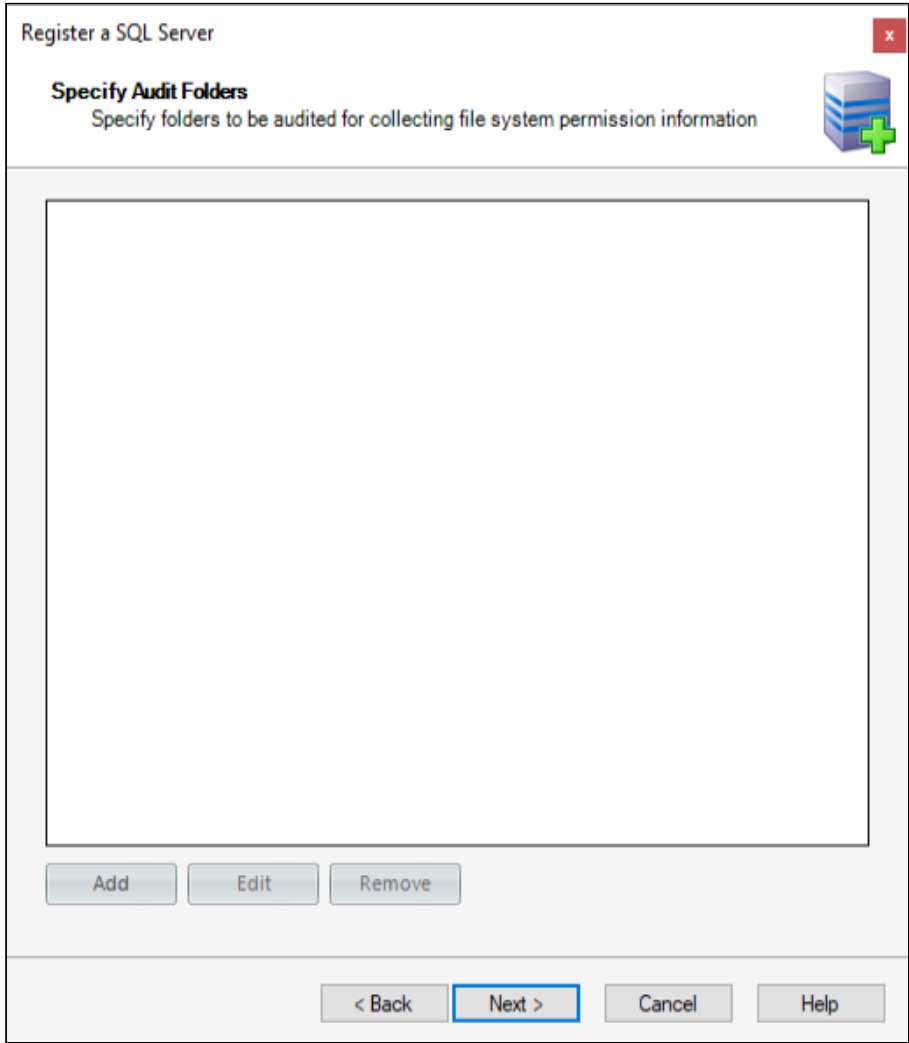 Register a SQL Server
x
Specify Audit Folders
Specify folders to be audited for collecting file system permission information
Add Edit Remove
< Back Next > Cancel Help